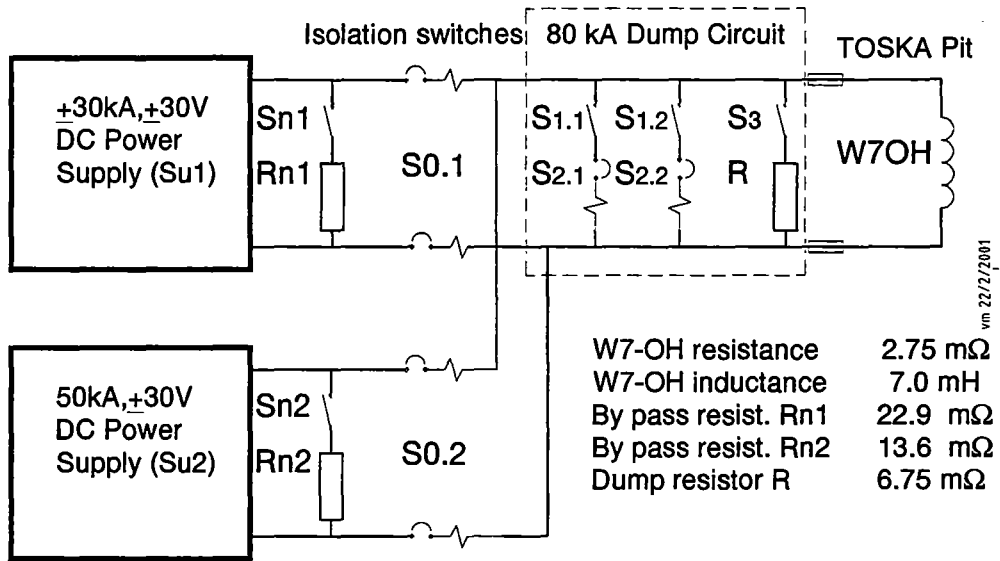 Isolation switches
80 kA Dump Circuit
TOSKA Pit
±30kA,±30V
DC Power
Supply (Su1)
Sn1
Rn1
S0.1
S1.1
S1.2
S3
S2.1
S2.2
R
W7OH
vm 22/2/2001
50kA,±30V
DC Power
Supply (Su2)
Sn2
Rn2
S0.2
W7-OH resistance 2.75 mΩ
W7-OH inductance 7.0 mH
By pass resist. Rn1 22.9 mΩ
By pass resist. Rn2 13.6 mΩ
Dump resistor R 6.75 mΩ